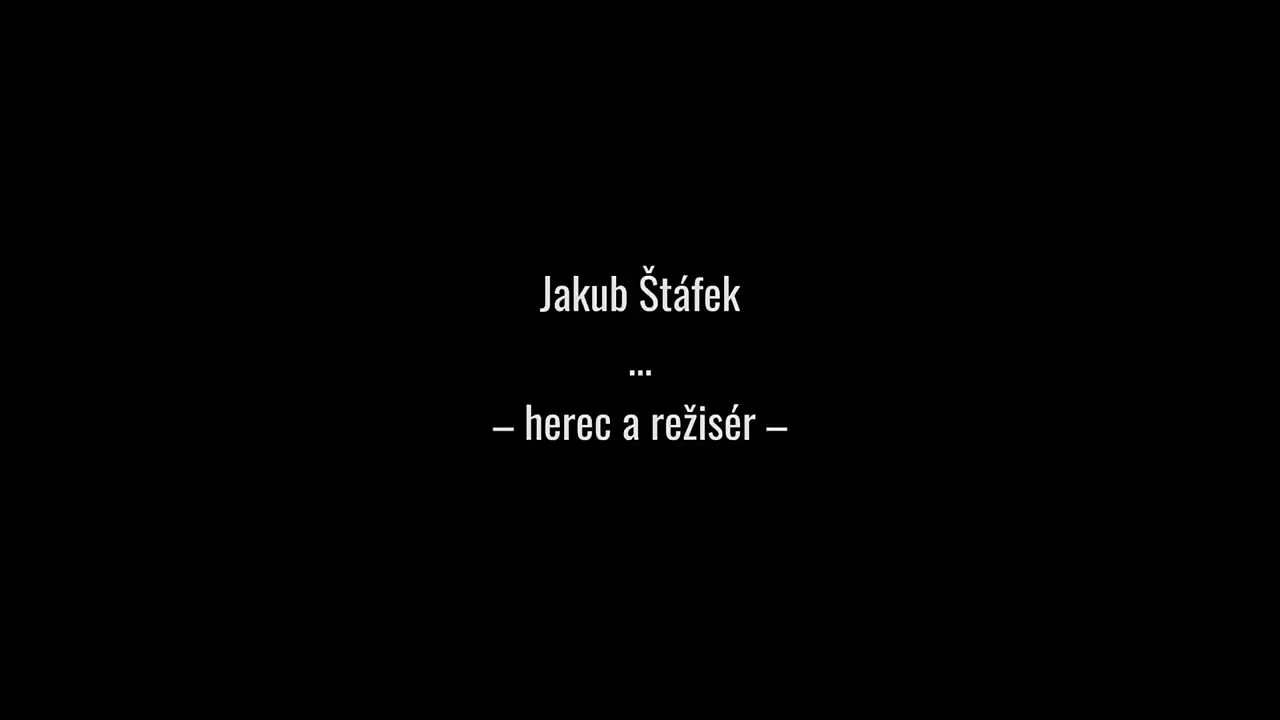 Jakub Štáfek
...
– herec a režisér –